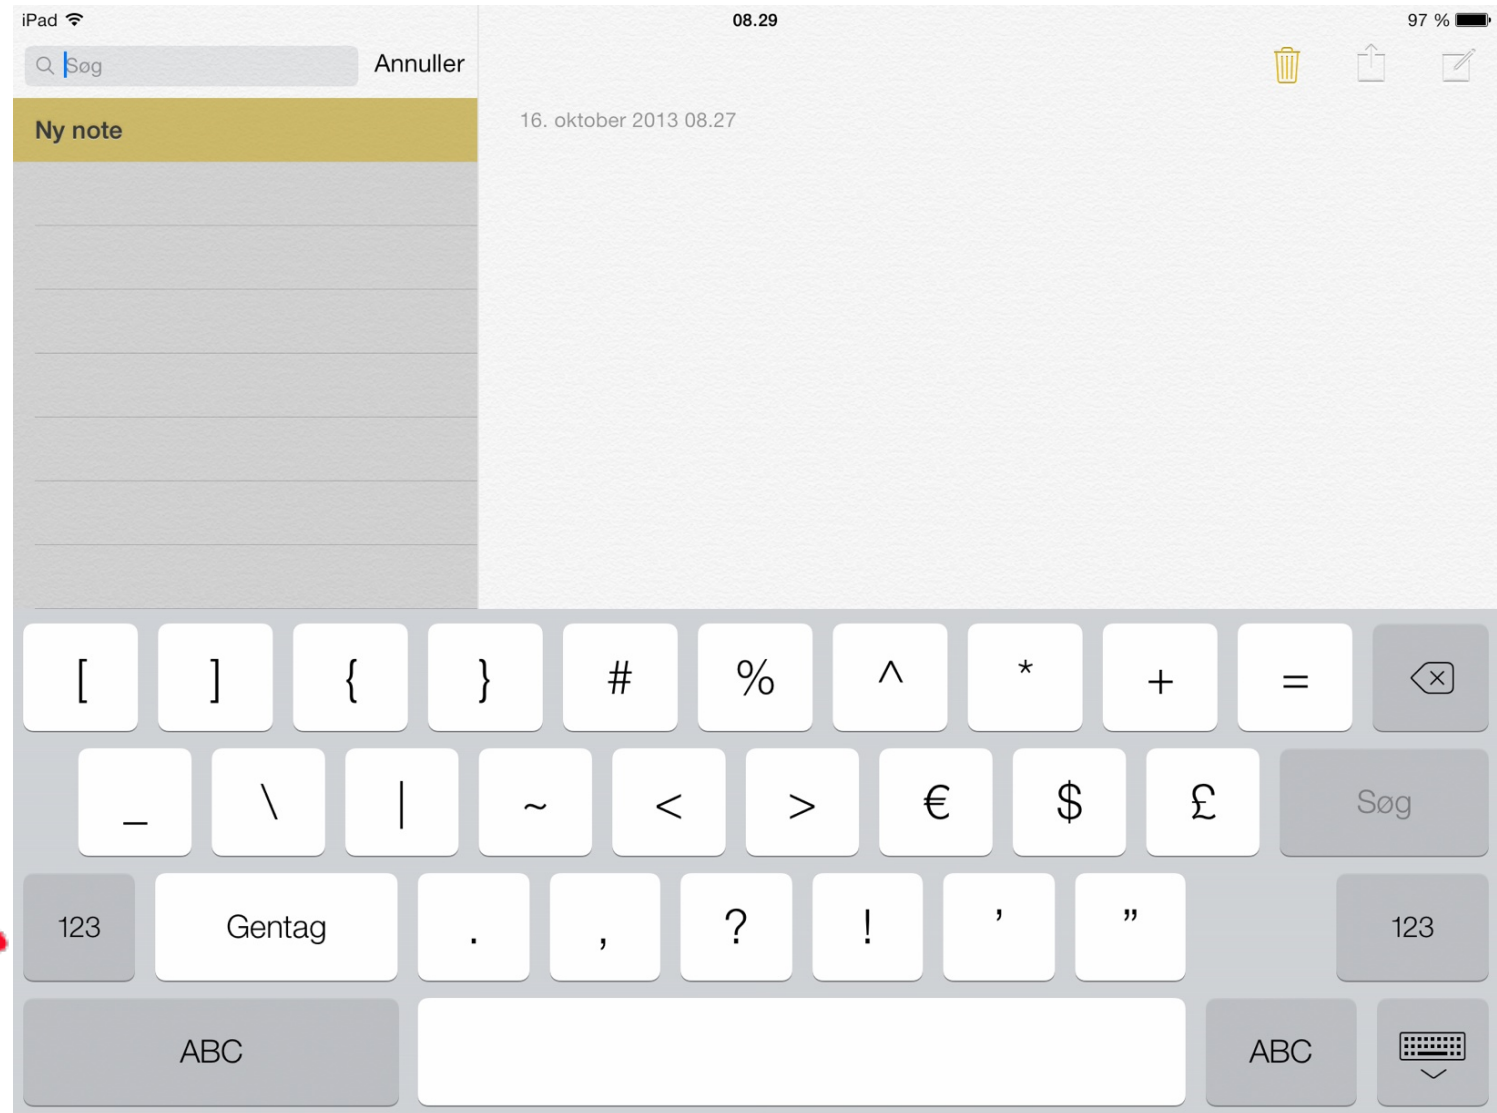 iPad 08.29 97 %
Søg Annuller
Ny note
16. oktober 2013 08.27
[ ] { } # % ^ * + =
_ \ | ~ < > € $ £ Søg
123 Gentag . , ? ! ’ ” 123
ABC ABC